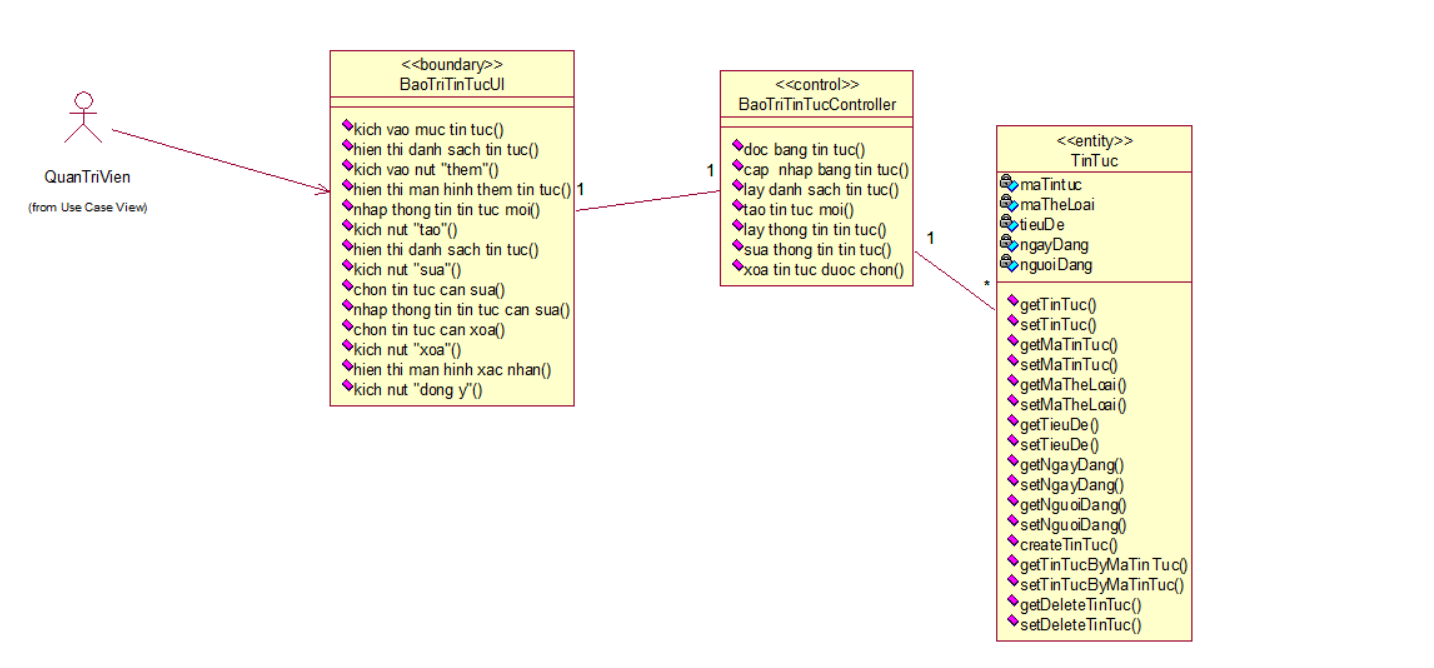 QuanTriVien
(from Use Case View)
<<boundary>>
BaoTriTinTucUI
kich vao muc tin tuc()
hien thi danh sach tin tuc()
kich vao nut "them"()
hien thi man hinh them tin tuc()
nhap thong tin tin tuc moi()
kich nut "tao"()
hien thi danh sach tin tuc()
kich nut "sua"()
chon tin tuc can sua()
nhap thong tin tin tuc can sua()
chon tin tuc can xoa()
kich nut "xoa"()
hien thi man hinh xac nhan()
kich nut "dong y"()
1
1
<<control>>
BaoTriTinTucController
doc bang tin tuc()
cap nhap bang tin tuc()
lay danh sach tin tuc()
tao tin tuc moi()
lay thong tin tin tuc()
sua thong tin tin tuc()
xoa tin tuc duoc chon()
1
*
<<entity>>
TinTuc
maTintuc
maTheLoai
tieuDe
ngayDang
nguoiDang
getTinTuc()
setTinTuc()
getMaTinTuc()
setMaTinTuc()
getMaTheLoai()
setMaTheLoai()
getTieuDe()
setTieuDe()
getNgayDang()
setNgayDang()
getNguoiDang()
setNguoiDang()
createTinTuc()
getTinTucByMaTinTuc()
setTinTucByMaTinTuc()
getDeleteTinTuc()
setDeleteTinTuc()